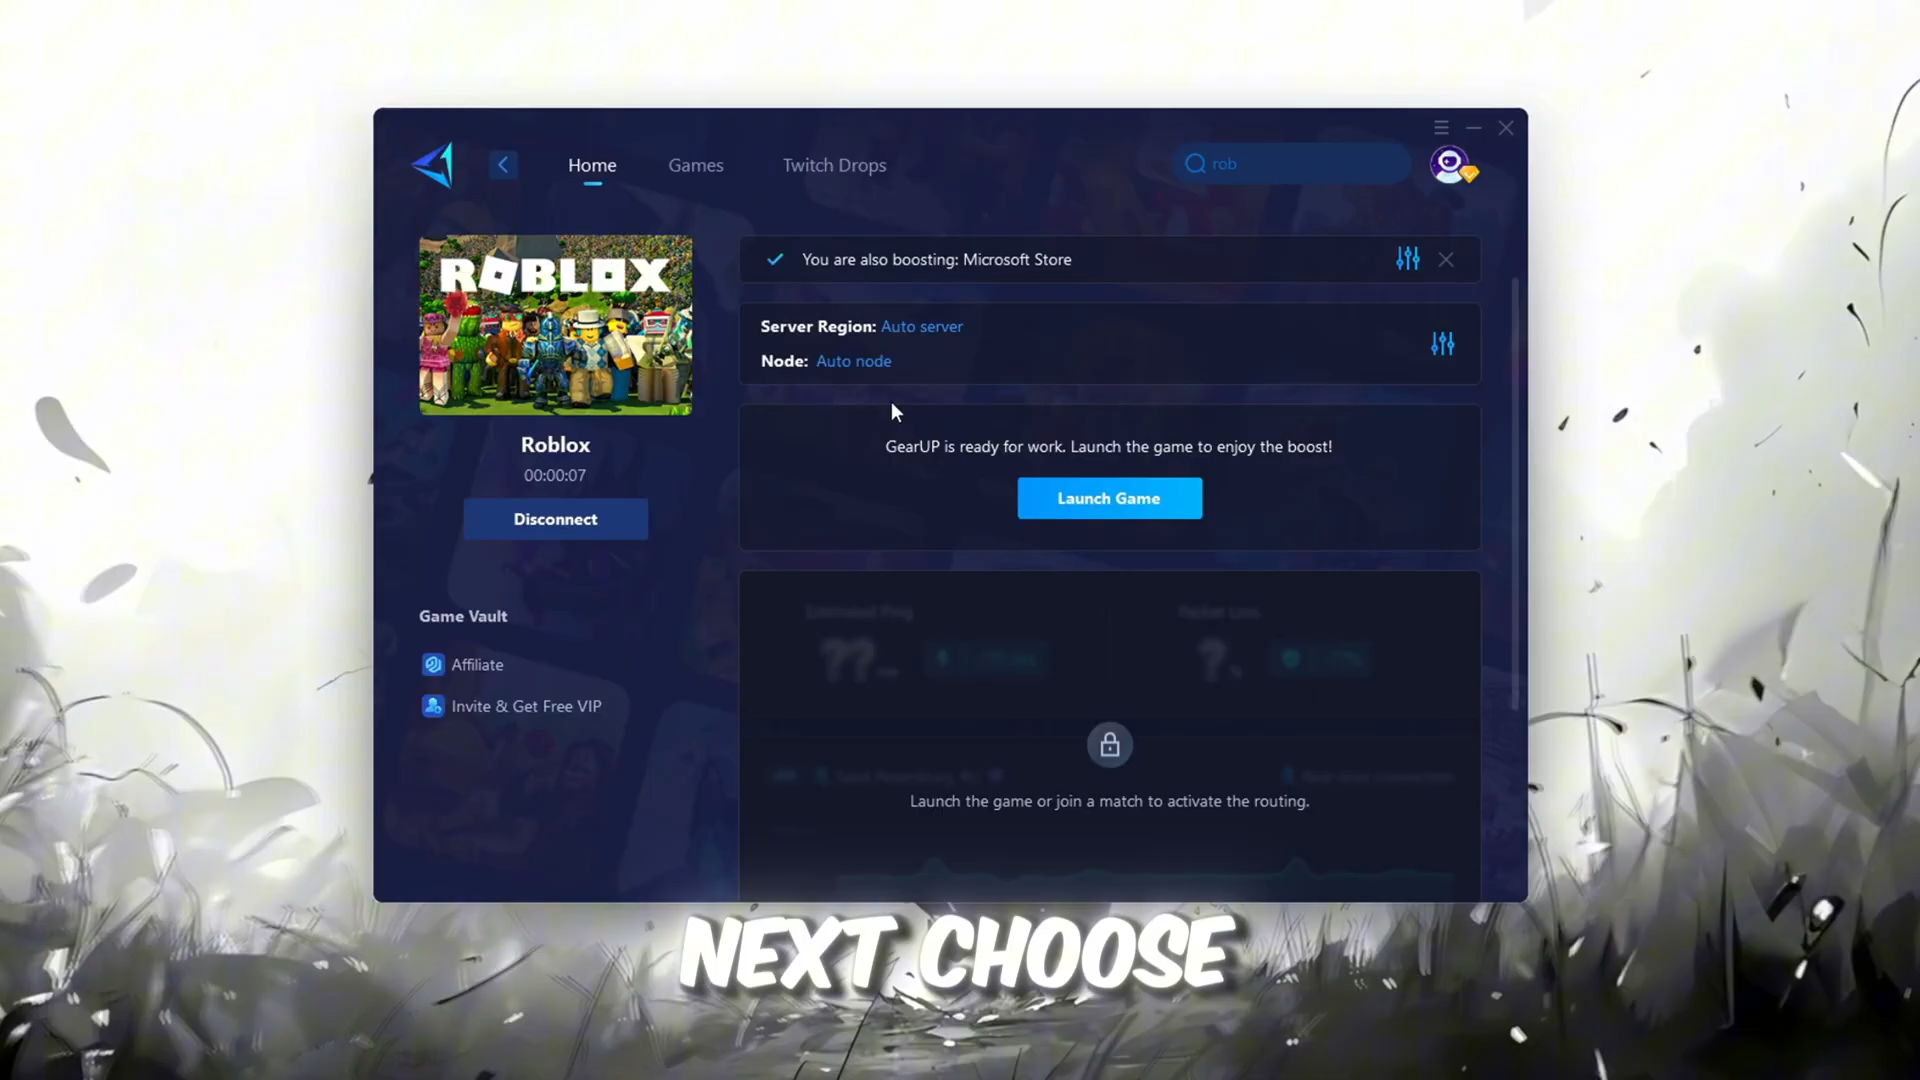 Home
Games
Twitch Drops
rob
ROBLOX
You are also boosting: Microsoft Store
Server Region: Auto server
Node: Auto node
Roblox
00:00:07
Disconnect
GearUP is ready for work. Launch the game to enjoy the boost!
Launch Game
Game Vault
Affiliate
Invite & Get Free VIP
??
?
Launch the game or join a match to activate the routing.
NEXT CHOOSE